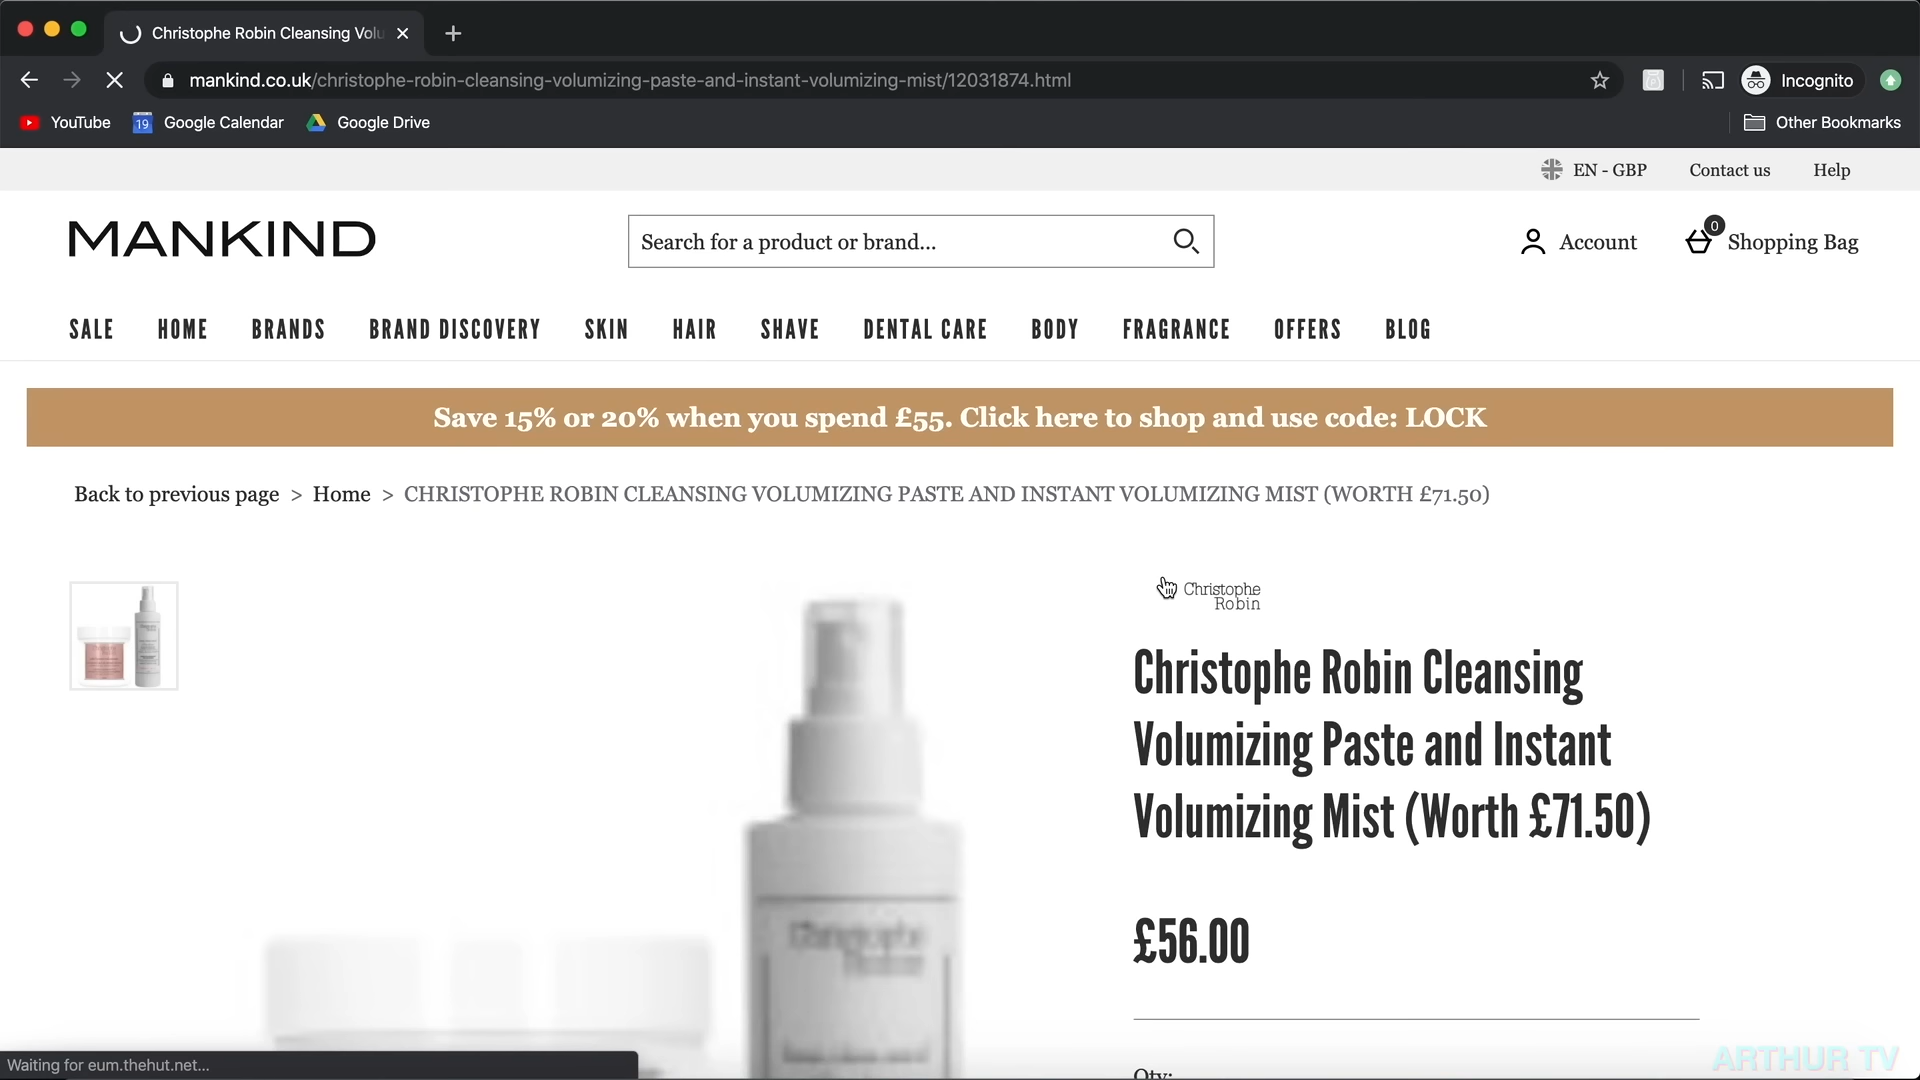 Christophe Robin Cleansing Volu
mankind.co.uk/christophe-robin-cleansing-volumizing-paste-and-instant-volumizing-mist/12031874.html
Incognito
YouTube
19
Google Calendar
Google Drive
Other Bookmarks
EN - GBP
Contact us
Help
MANKIND
Search for a product or brand...
Account
0
Shopping Bag
SALE
HOME
BRANDS
BRAND DISCOVERY
SKIN
HAIR
SHAVE
DENTAL CARE
BODY
FRAGRANCE
OFFERS
BLOG
Save 15% or 20% when you spend £55. Click here to shop and use code: LOCK
Back to previous page > Home > CHRISTOPHE ROBIN CLEANSING VOLUMIZING PASTE AND INSTANT VOLUMIZING MIST (WORTH £71.50)
Christophe
Robin
Christophe Robin Cleansing
Volumizing Paste and Instant
Volumizing Mist (Worth £71.50)
£56.00
Qty:
Waiting for eum.thehut.net...
ARTHUR TV